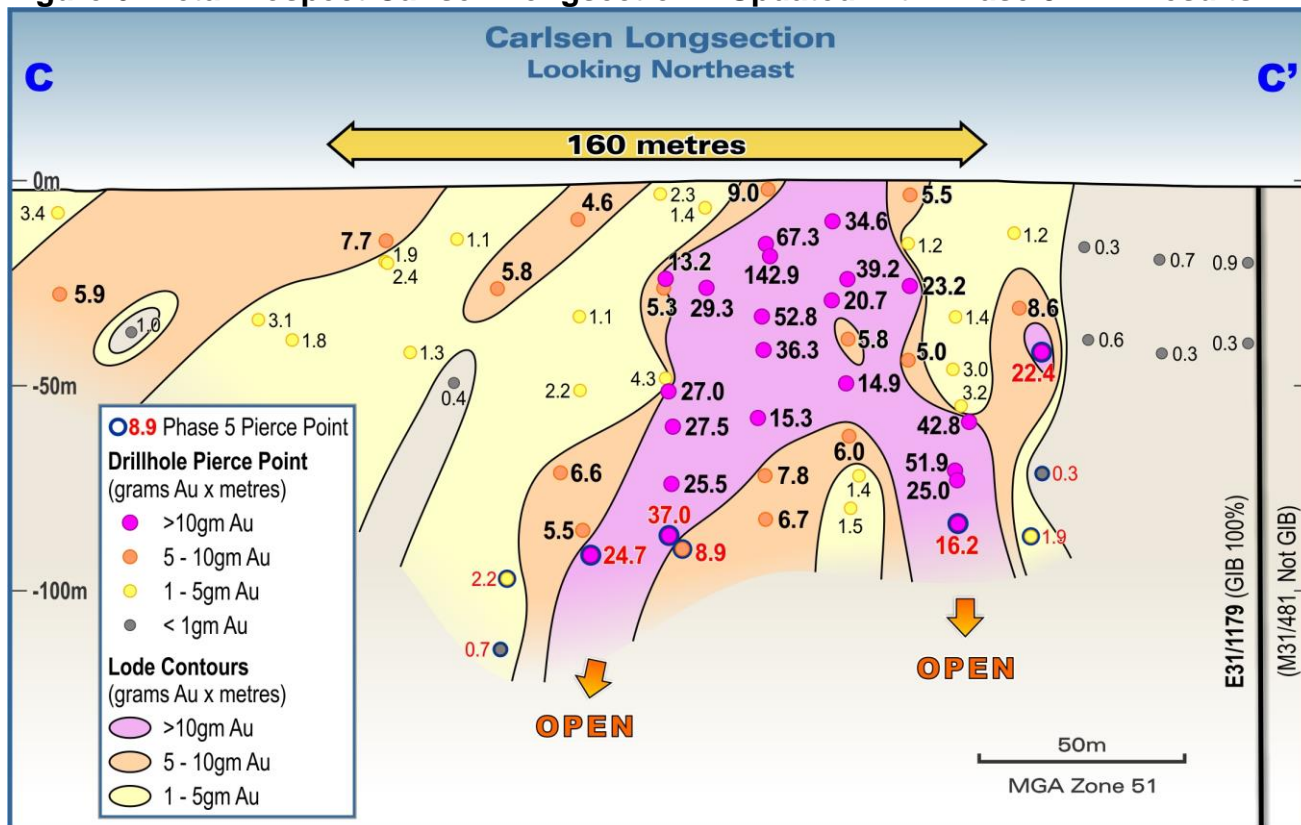 Carlsen Longsection
Looking Northeast
C
C'
160 metres
0m
-50m
-100m
3.4
5.9
1.0
7.7
1.9
2.4
3.1
1.8
1.3
1.1
0.4
4.6
5.8
1.1
2.2
2.3
1.4
9.0
13.2
5.3
29.3
67.3
142.9
52.8
36.3
34.6
39.2
20.7
5.8
14.9
5.5
1.2
23.2
5.0
1.4
3.0
3.2
1.2
8.6
22.4
0.3
0.7
0.9
0.6
0.3
0.3
4.3
27.0
27.5
15.3
25.5
6.6
5.5
37.0
24.7
8.9
7.8
6.7
6.0
1.4
1.5
42.8
51.9
25.0
16.2
0.3
1.9
2.2
0.7
OPEN
OPEN
8.9 Phase 5 Pierce Point
Drillhole Pierce Point
(grams Au x metres)
>10gm Au
5 - 10gm Au
1 - 5gm Au
< 1gm Au
Lode Contours
(grams Au x metres)
>10gm Au
5 - 10gm Au
1 - 5gm Au
E31/1179 (GIB 100%)
(M31/481_Not GIB)
50m
MGA Zone 51